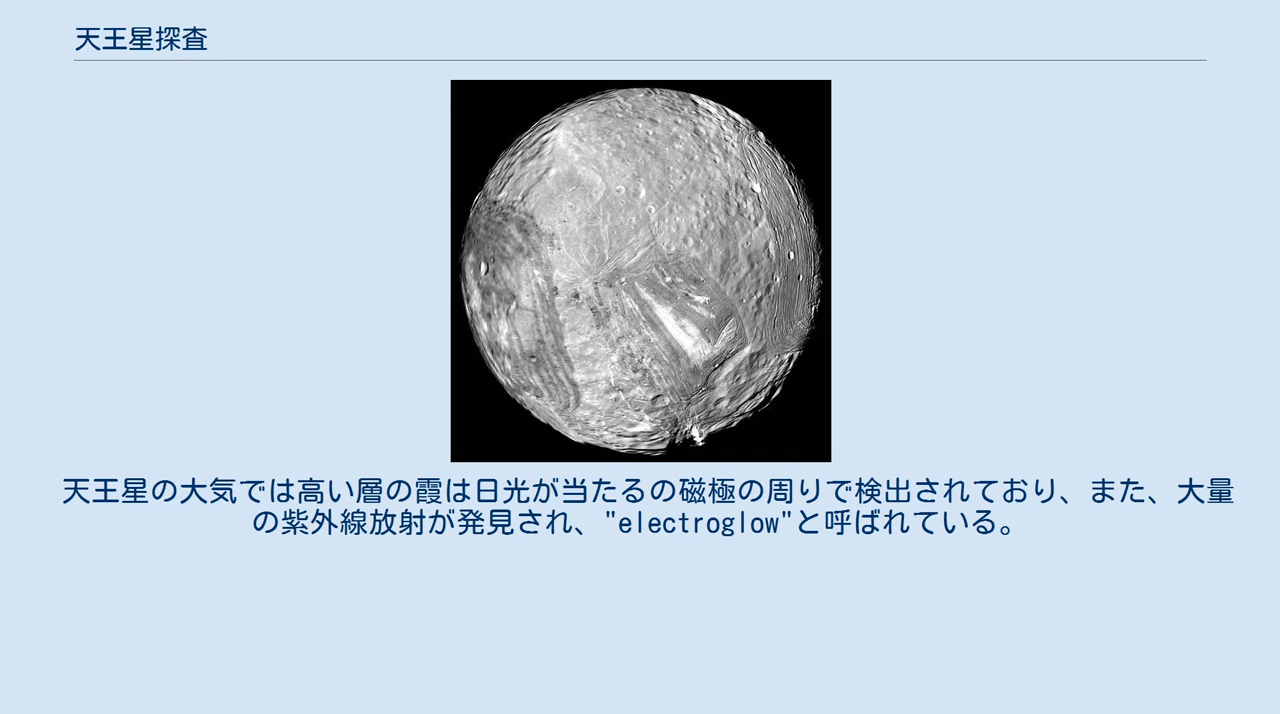 天王星探査
天王星の大気では高い層の霞は日光が当たるの磁極の周りで検出されており、また、大量
の紫外線放射が発見され、"electroglow"と呼ばれている。